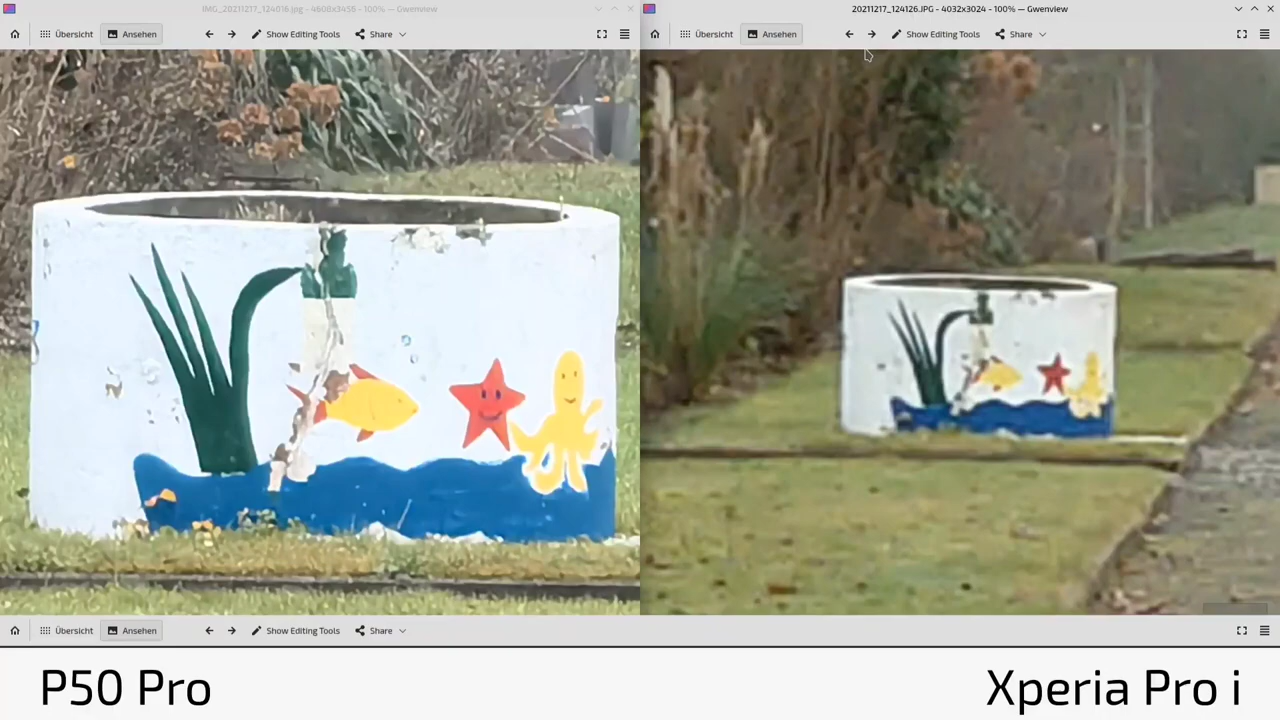 IMG_20211217_124016.jpg - 4608x3456 - 100% — Gwenview
20211217_124126.JPG - 4032x3024 - 100% — Gwenview
Übersicht Ansehen Show Editing Tools Share
Übersicht Ansehen Show Editing Tools Share
Übersicht Ansehen Show Editing Tools Share
P50 Pro
Xperia Pro i